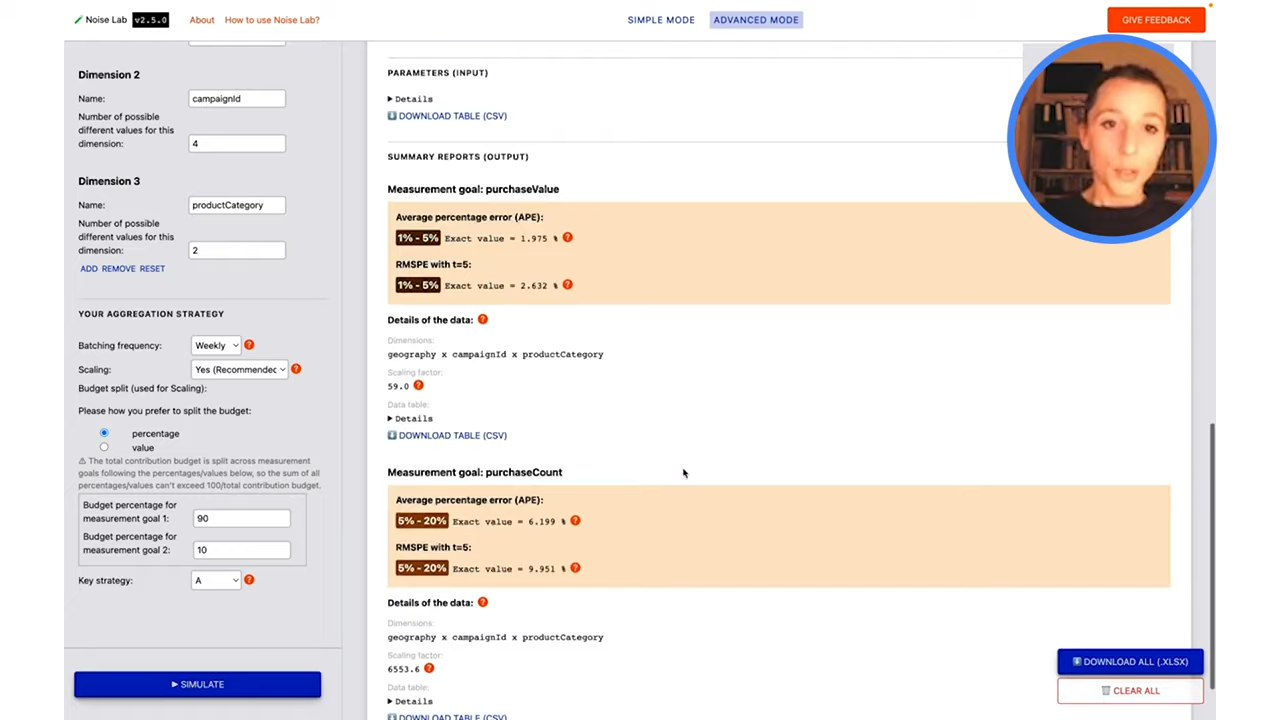 Noise Lab v2.5.0
About
How to use Noise Lab?
SIMPLE MODE
ADVANCED MODE
GIVE FEEDBACK
Dimension 2
Name:
campaignId
Number of possible
different values for this
dimension:
4
Dimension 3
Name:
productCategory
Number of possible
different values for this
dimension:
2
ADD REMOVE RESET
YOUR AGGREGATION STRATEGY
Batching frequency:
Weekly
?
Scaling:
Yes (Recommendec
?
Budget split (used for Scaling):
Please how you prefer to split the budget:
percentage
value
⚠ The total contribution budget is split across measurement
goals following the percentages/values below, so the sum of all
percentages/values can't exceed 100/total contribution budget.
Budget percentage for
measurement goal 1:
90
Budget percentage for
measurement goal 2:
10
Key strategy:
A
?
▶ SIMULATE
PARAMETERS (INPUT)
▶ Details
DOWNLOAD TABLE (CSV)
SUMMARY REPORTS (OUTPUT)
Measurement goal: purchaseValue
Average percentage error (APE):
1% - 5% Exact value = 1.975 % ?
RMSPE with t=5:
1% - 5% Exact value = 2.632 % ?
Details of the data: ?
Dimensions:
geography x campaignId x productCategory
Scaling factor:
59.0 ?
Data table:
▶ Details
DOWNLOAD TABLE (CSV)
Measurement goal: purchaseCount
Average percentage error (APE):
5% - 20% Exact value = 6.199 % ?
RMSPE with t=5:
5% - 20% Exact value = 9.951 % ?
Details of the data: ?
Dimensions:
geography x campaignId x productCategory
Scaling factor:
6553.6 ?
Data table:
▶ Details
DOWNLOAD TABLE (CSV)
DOWNLOAD ALL (.XLSX)
CLEAR ALL